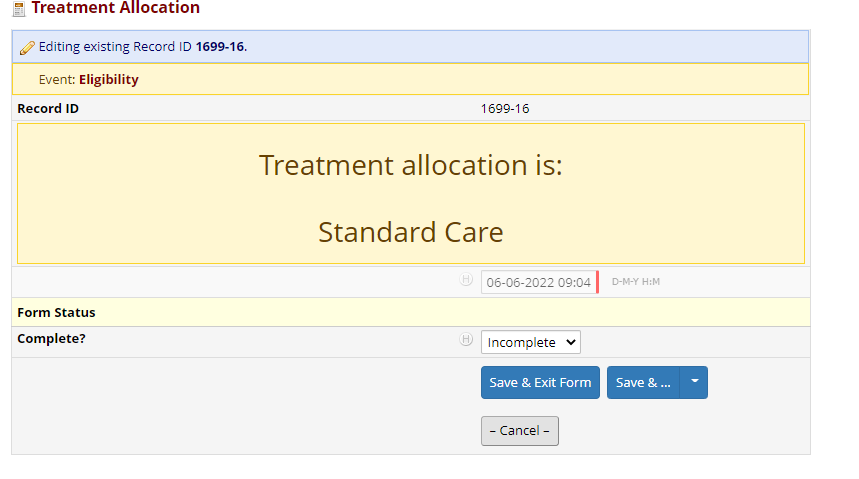 Treatment Allocation
Editing existing Record ID 1699-16.
Event: Eligibility
Record ID 1699-16
Treatment allocation is:
Standard Care
H 06-06-2022 09:04 D-M-Y H:M
Form Status
Complete? H Incomplete
Save & Exit Form Save & ...
– Cancel –